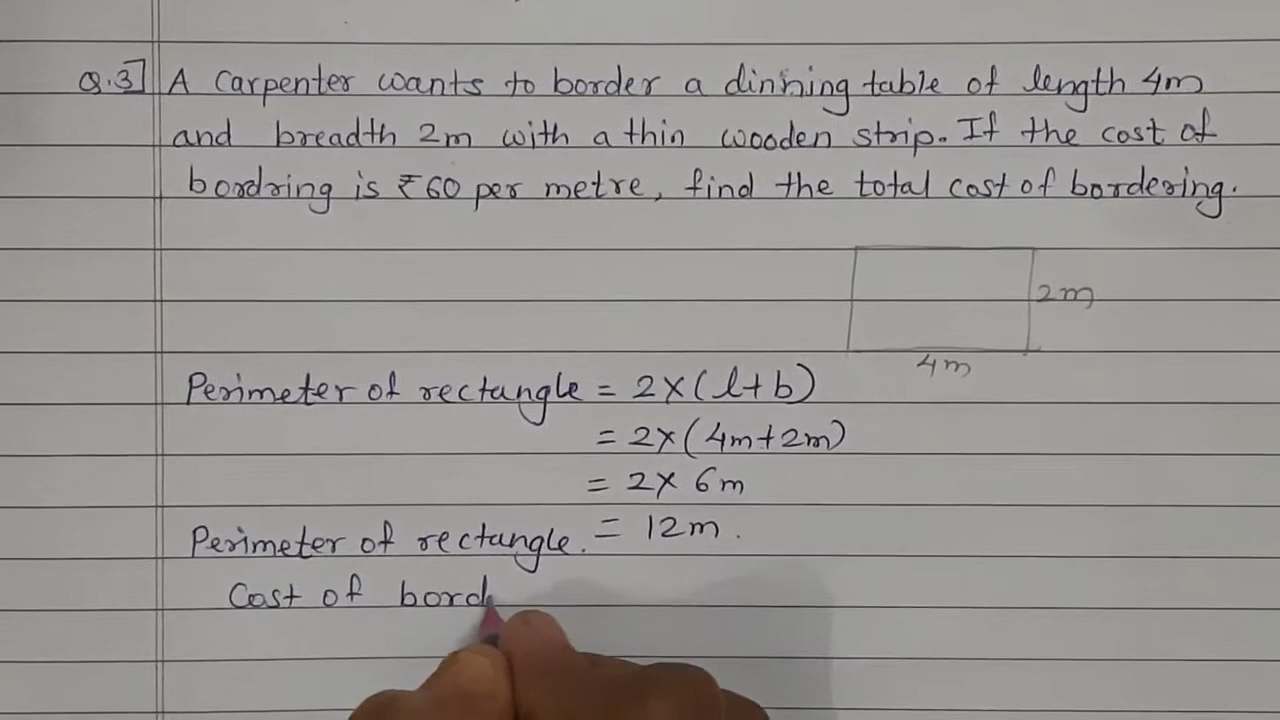 Q.3] A Carpenter wants to border a dinning table of length 4m
and breadth 2m with a thin wooden strip. If the cost of
bordring is ₹60 per metre, find the total cost of bordering.
2m
4m
Perimeter of rectangle = 2×(l+b)
= 2×(4m+2m)
= 2× 6m
Perimeter of rectangle. = 12m.
Cost of bord